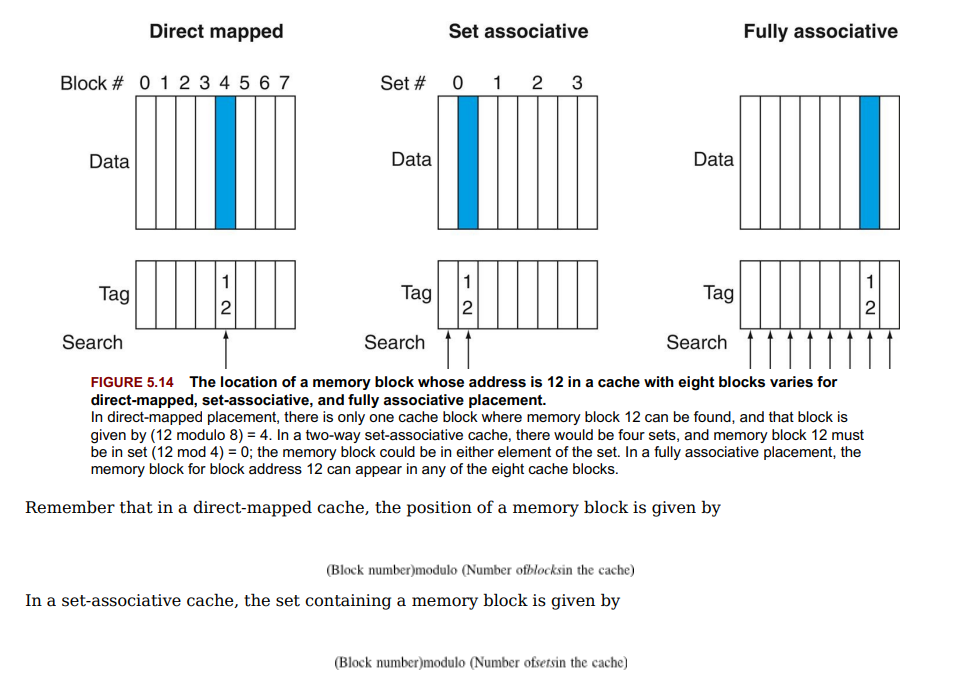 Direct mapped Set associative Fully associative
Block # 0 1 2 3 4 5 6 7 Set # 0 1 2 3
Data Data Data
Tag 1 Tag 1 Tag 1
2 2 2
Search Search Search
FIGURE 5.14 The location of a memory block whose address is 12 in a cache with eight blocks varies for
direct-mapped, set-associative, and fully associative placement.
In direct-mapped placement, there is only one cache block where memory block 12 can be found, and that block is
given by (12 modulo 8) = 4. In a two-way set-associative cache, there would be four sets, and memory block 12 must
be in set (12 mod 4) = 0; the memory block could be in either element of the set. In a fully associative placement, the
memory block for block address 12 can appear in any of the eight cache blocks.
Remember that in a direct-mapped cache, the position of a memory block is given by
(Block number)modulo (Number ofblocksin the cache)
In a set-associative cache, the set containing a memory block is given by
(Block number)modulo (Number ofsetsin the cache)